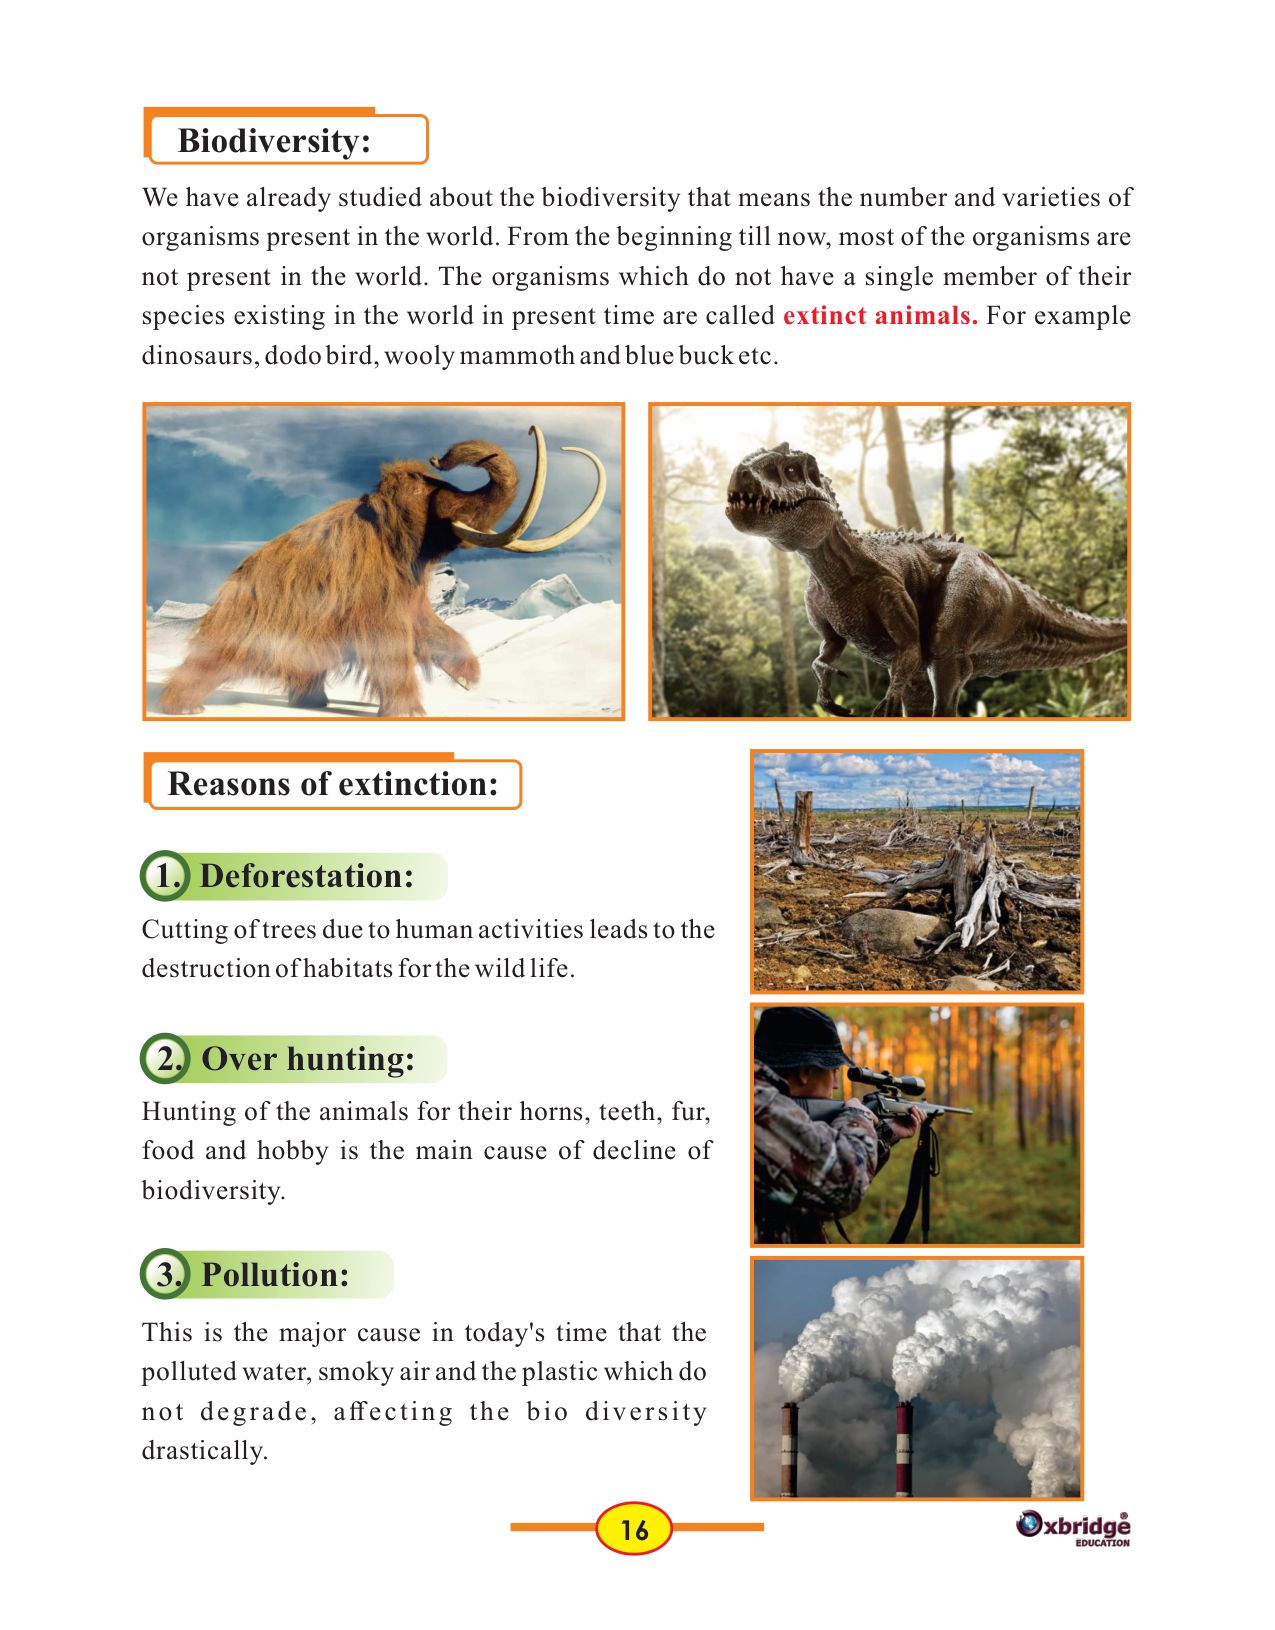 Biodiversity:
We have already studied about the biodiversity that means the number and varieties of
organisms present in the world. From the beginning till now, most of the organisms are
not present in the world. The organisms which do not have a single member of their
species existing in the world in present time are called extinct animals. For example
dinosaurs, dodo bird, wooly mammoth and blue buck etc.
Reasons of extinction:
1. Deforestation:
Cutting of trees due to human activities leads to the
destruction of habitats for the wild life.
2. Over hunting:
Hunting of the animals for their horns, teeth, fur,
food and hobby is the main cause of decline of
biodiversity.
3. Pollution:
This is the major cause in today's time that the
polluted water, smoky air and the plastic which do
not degrade, affecting the bio diversity
drastically.
16
Oxbridge®
EDUCATION